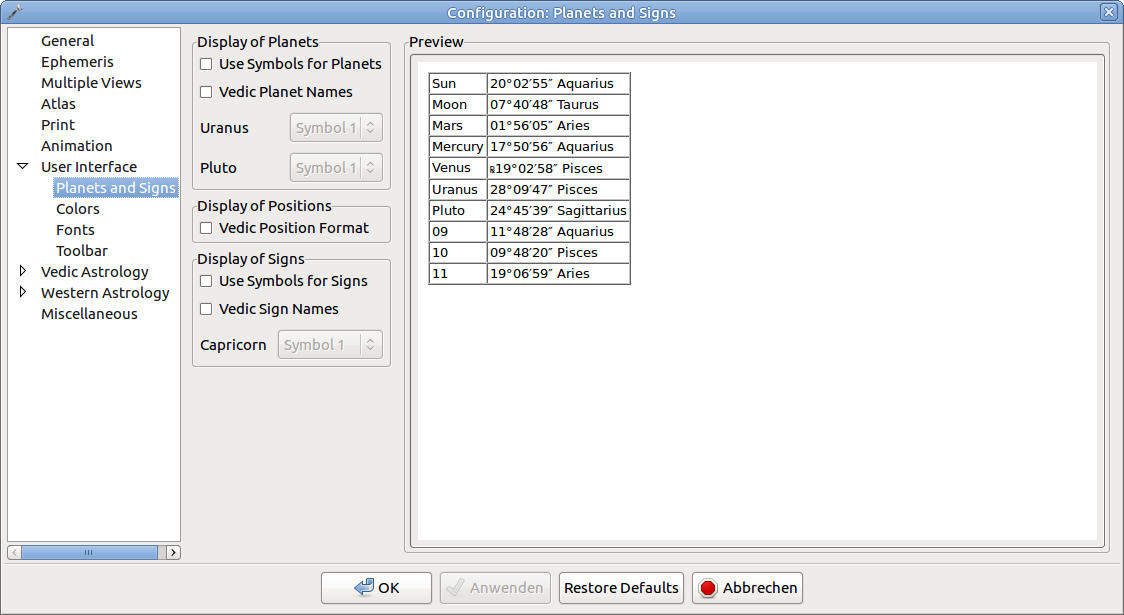 Configuration: Planets and Signs
General
Ephemeris
Multiple Views
Atlas
Print
Animation
User Interface
Planets and Signs
Colors
Fonts
Toolbar
Vedic Astrology
Western Astrology
Miscellaneous
Display of Planets
Use Symbols for Planets
Vedic Planet Names
Uranus Symbol 1
Pluto Symbol 1
Display of Positions
Vedic Position Format
Display of Signs
Use Symbols for Signs
Vedic Sign Names
Capricorn Symbol 1
Preview
Sun 20°02′55″ Aquarius
Moon 07°40′48″ Taurus
Mars 01°56′05″ Aries
Mercury 17°50′56″ Aquarius
Venus ℞19°02′58″ Pisces
Uranus 28°09′47″ Pisces
Pluto 24°45′39″ Sagittarius
09 11°48′28″ Aquarius
10 09°48′20″ Pisces
11 19°06′59″ Aries
OK Anwenden Restore Defaults Abbrechen